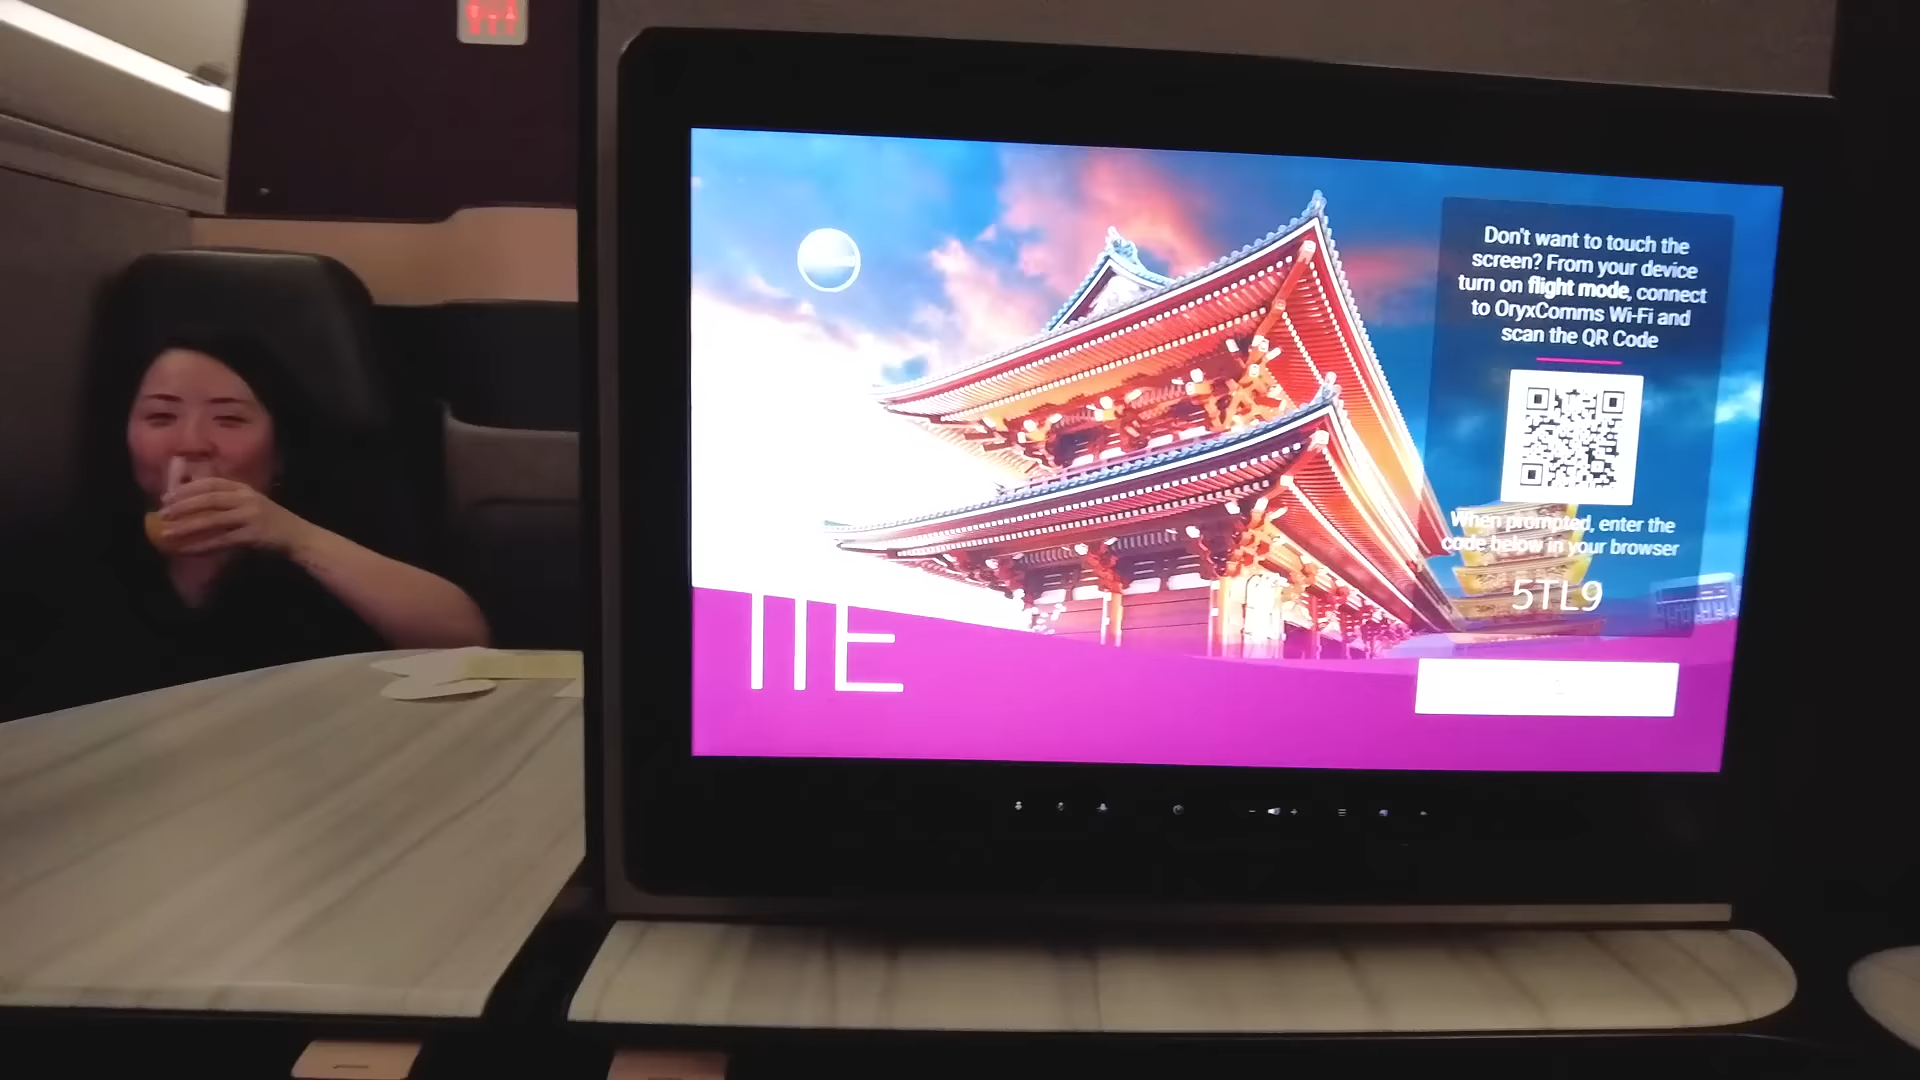 Don't want to touch the
screen? From your device
turn on flight mode, connect
to OryxComms Wi-Fi and
scan the QR Code
When prompted, enter the
code below in your browser
5TL9